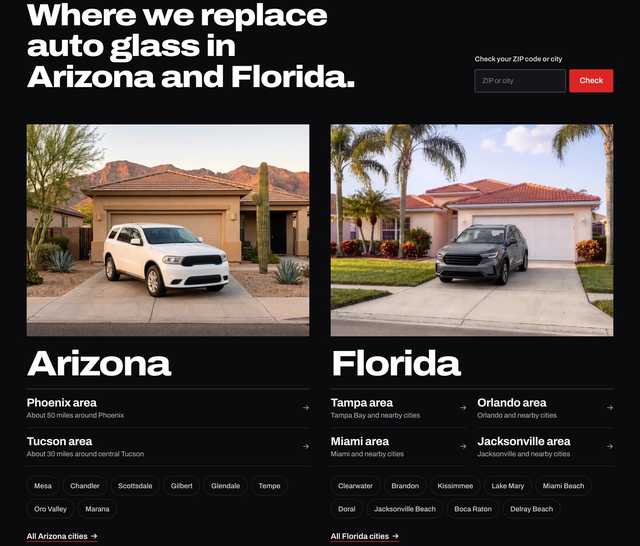 Where we replace
auto glass in
Arizona and Florida.
Check your ZIP code or city
ZIP or city
Check
Arizona
Phoenix area
About 50 miles around Phoenix
→
Tucson area
About 30 miles around central Tucson
→
Mesa
Chandler
Scottsdale
Gilbert
Glendale
Tempe
Oro Valley
Marana
All Arizona cities →
Florida
Tampa area
Tampa Bay and nearby cities
→
Orlando area
Orlando and nearby cities
→
Miami area
Miami and nearby cities
→
Jacksonville area
Jacksonville and nearby cities
→
Clearwater
Brandon
Kissimmee
Lake Mary
Miami Beach
Doral
Jacksonville Beach
Boca Raton
Delray Beach
All Florida cities →